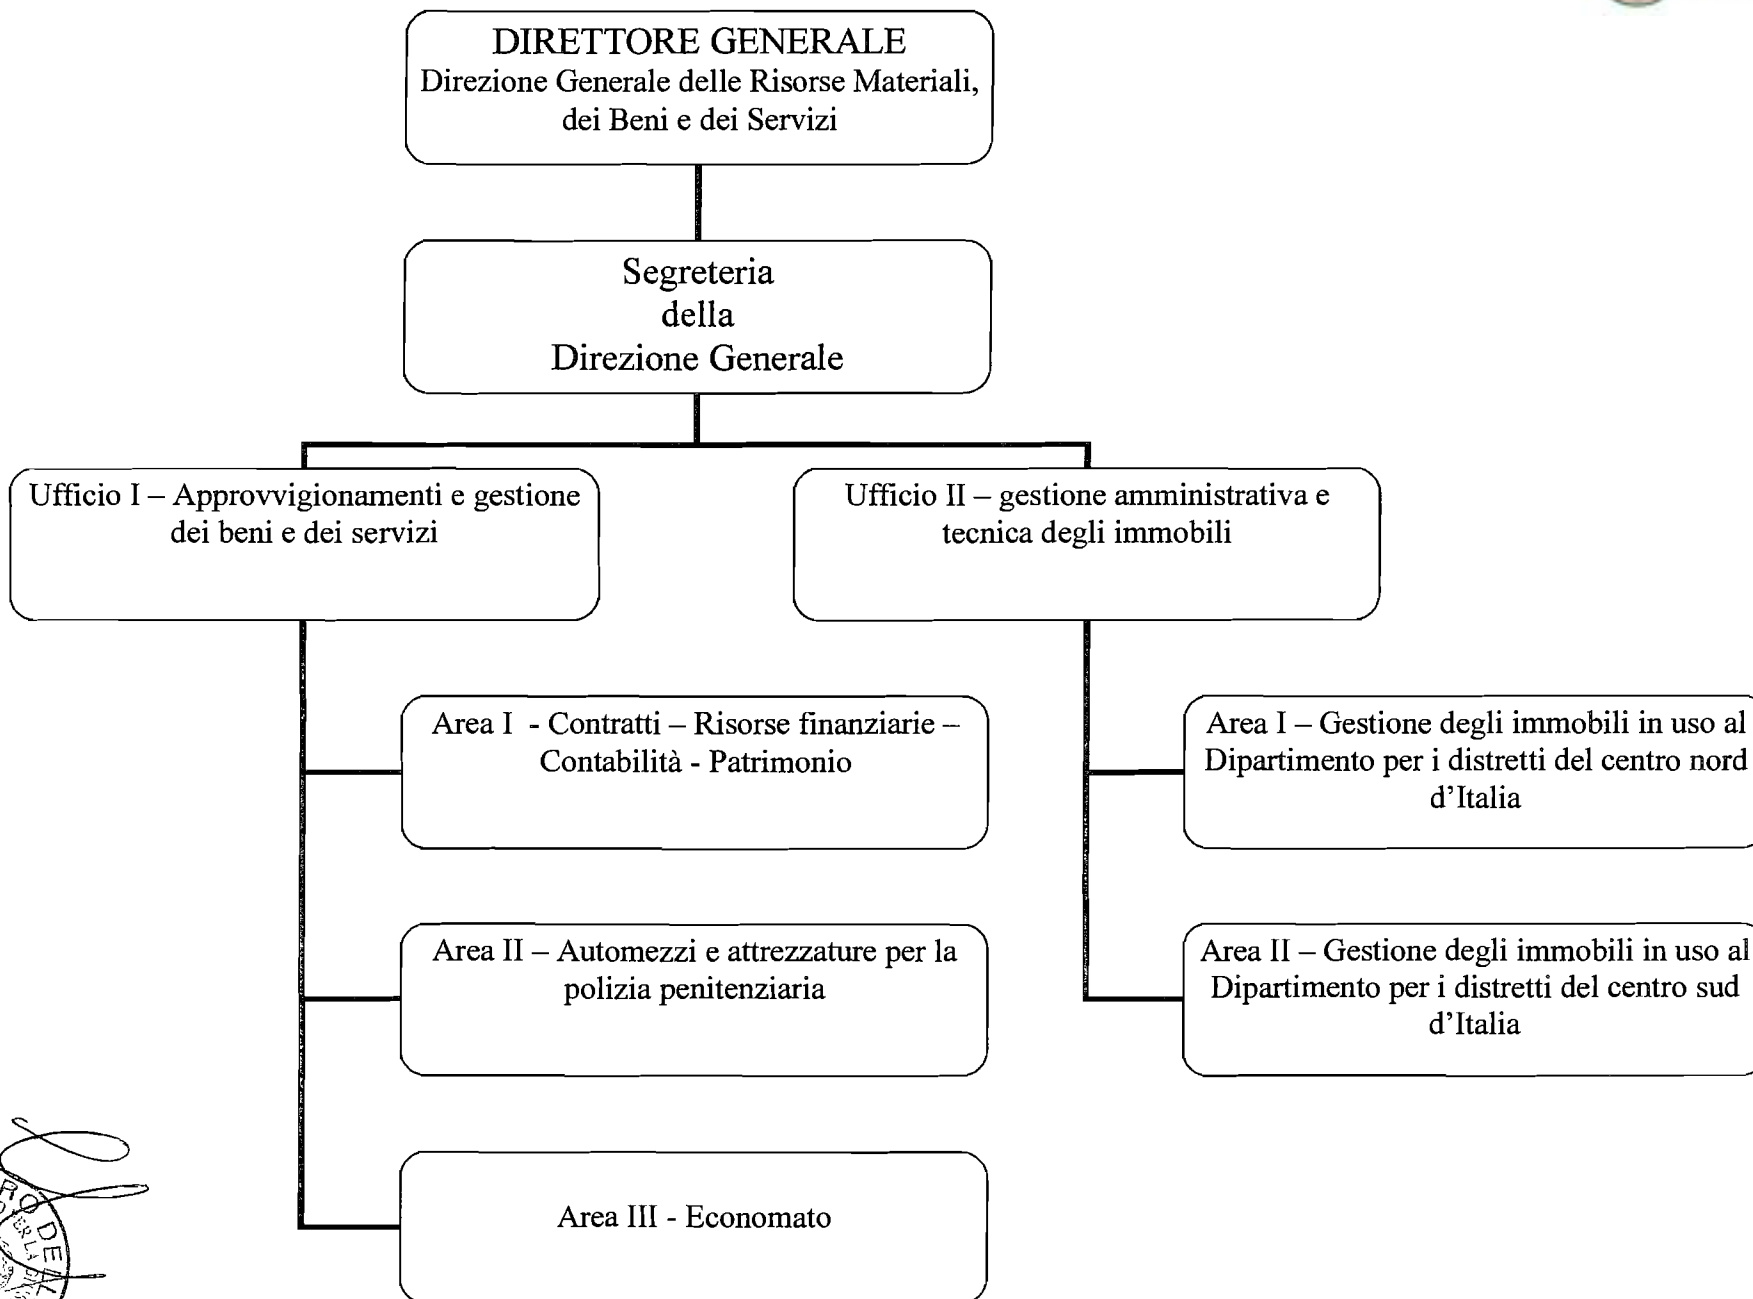 DIRETTORE GENERALE
Direzione Generale delle Risorse Materiali,
dei Beni e dei Servizi
Segreteria
della
Direzione Generale
Ufficio I – Approvvigionamenti e gestione
dei beni e dei servizi
Ufficio II – gestione amministrativa e
tecnica degli immobili
Area I - Contratti – Risorse finanziarie –
Contabilità - Patrimonio
Area I – Gestione degli immobili in uso al
Dipartimento per i distretti del centro nord
d’Italia
Area II – Automezzi e attrezzature per la
polizia penitenziaria
Area II – Gestione degli immobili in uso al
Dipartimento per i distretti del centro sud
d’Italia
Area III - Economato